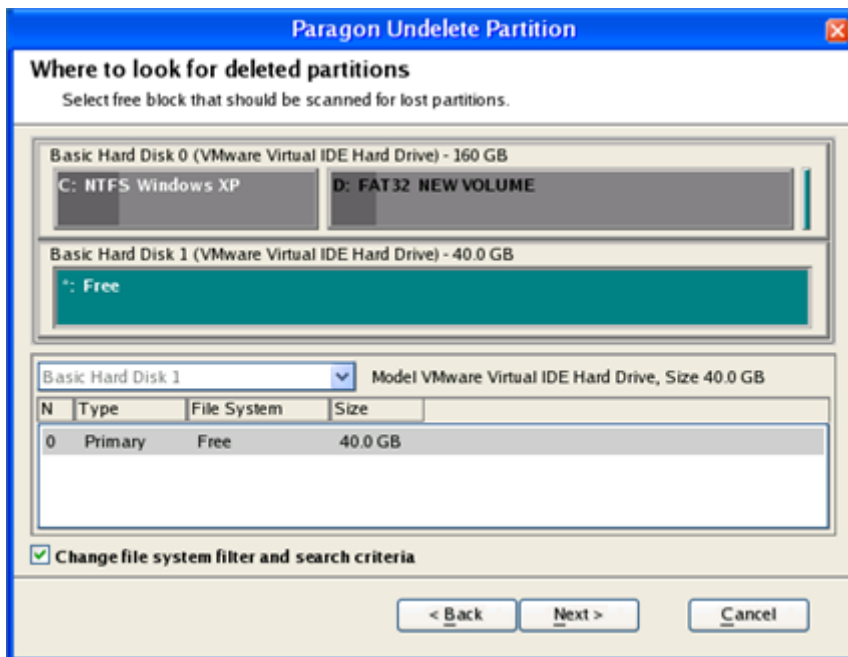 Paragon Undelete Partition
Where to look for deleted partitions
Select free block that should be scanned for lost partitions.
Basic Hard Disk 0 (VMware Virtual IDE Hard Drive) - 160 GB
C: NTFS Windows XP D: FAT32 NEW VOLUME
Basic Hard Disk 1 (VMware Virtual IDE Hard Drive) - 40.0 GB
*: Free
Basic Hard Disk 1 Model VMware Virtual IDE Hard Drive, Size 40.0 GB
N Type File System Size
0 Primary Free 40.0 GB
Change file system filter and search criteria
< Back Next > Cancel